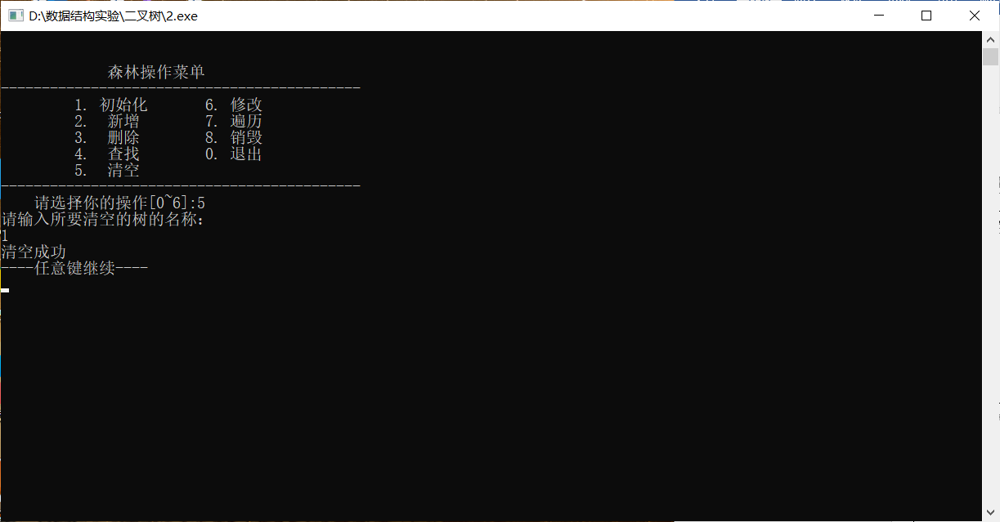 D:\数据结构实验\二叉树\2.exe
森林操作菜单
--------------------------------------------
1. 初始化 6. 修改
2. 新增 7. 遍历
3. 删除 8. 销毁
4. 查找 0. 退出
5. 清空
--------------------------------------------
请选择你的操作[0~6]:5
请输入所要清空的树的名称：
1
清空成功
----任意键继续----